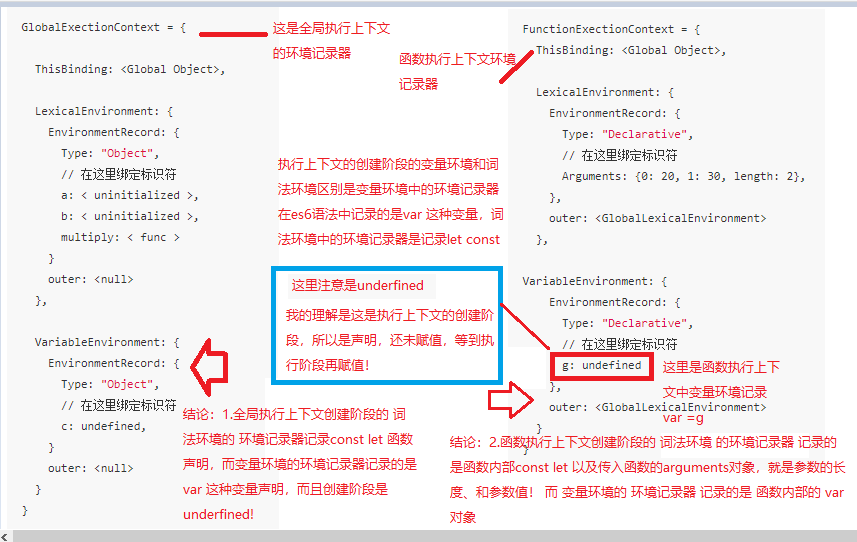 GlobalExectionContext = {
ThisBinding: <Global Object>,
LexicalEnvironment: {
EnvironmentRecord: {
Type: "Object",
// 在这里绑定标识符
a: < uninitialized >,
b: < uninitialized >,
multiply: < func >
}
outer: <null>
},
VariableEnvironment: {
EnvironmentRecord: {
Type: "Object",
// 在这里绑定标识符
c: undefined,
}
outer: <null>
}
}
这是全局执行上下文
的环境记录器
函数执行上下文环境
记录器
执行上下文的创建阶段的变量环境和词
法环境区别是变量环境中的环境记录器
在es6语法中记录的是var 这种变量，词
法环境中的环境记录器是记录let const
这里注意是underfined
我的理解是这是执行上下文的创建阶
段，所以是声明，还未赋值，等到执
行阶段再赋值！
结论：1.全局执行上下文创建阶段的 词
法环境的 环境记录器记录const let 函数
声明，而变量环境的环境记录器记录的是
var 这种变量声明，而且创建阶段是
underfined!
FunctionExectionContext = {
ThisBinding: <Global Object>,
LexicalEnvironment: {
EnvironmentRecord: {
Type: "Declarative",
// 在这里绑定标识符
Arguments: {0: 20, 1: 30, length: 2},
},
outer: <GlobalLexicalEnvironment>
},
VariableEnvironment: {
EnvironmentRecord: {
Type: "Declarative",
// 在这里绑定标识符
g: undefined
},
outer: <GlobalLexicalEnvironment>
}
}
这里是函数执行上下
文中变量环境记录
var =g
结论：2.函数执行上下文创建阶段的 词法环境 的环境记录器 记录的
是函数内部const let 以及传入函数的arguments对象，就是参数的长
度、和参数值！ 而 变量环境的 环境记录器 记录的是 函数内部的 var
对象